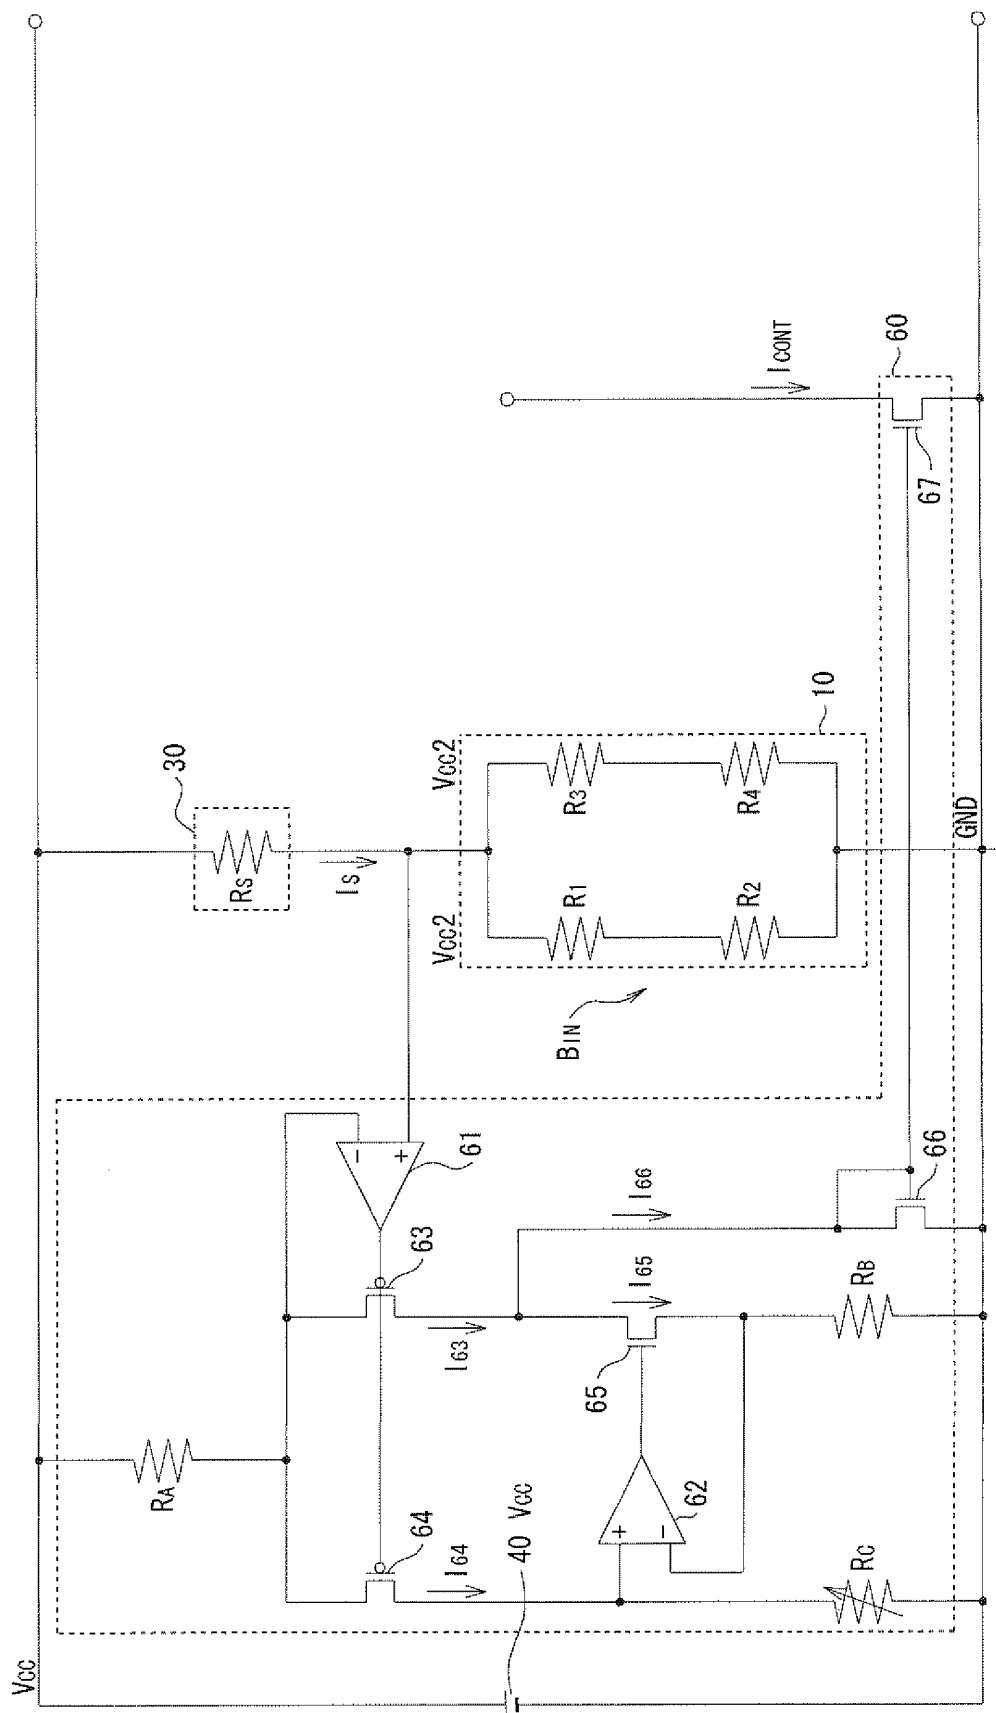 Vcc
40 Vcc
RA
64
I64
63
I63
61
−
+
62
+
−
65
I65
I66
66
RC
RB
BIN
30
RS
IS
Vcc2
Vcc2
10
R1
R2
R3
R4
GND
ICONT
60
67